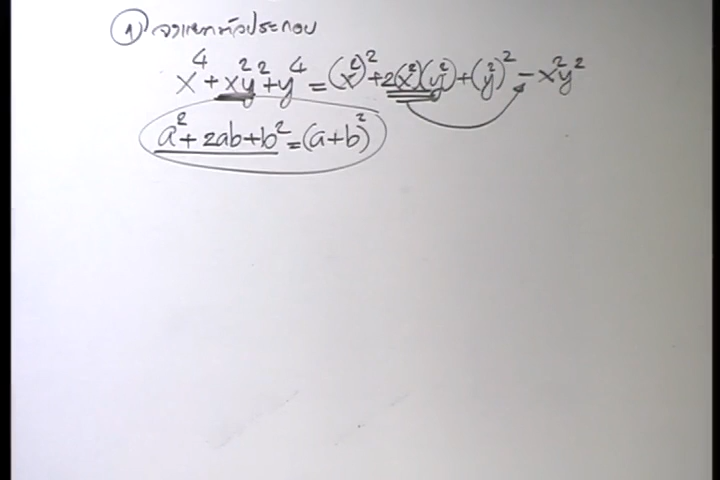 ๑) จงแยกตัวประกอบ
x⁴ + x²y² + y⁴ = (x²)² + 2(x²)(y²) + (y²)² − x²y²
a² + 2ab + b² = (a+b)²